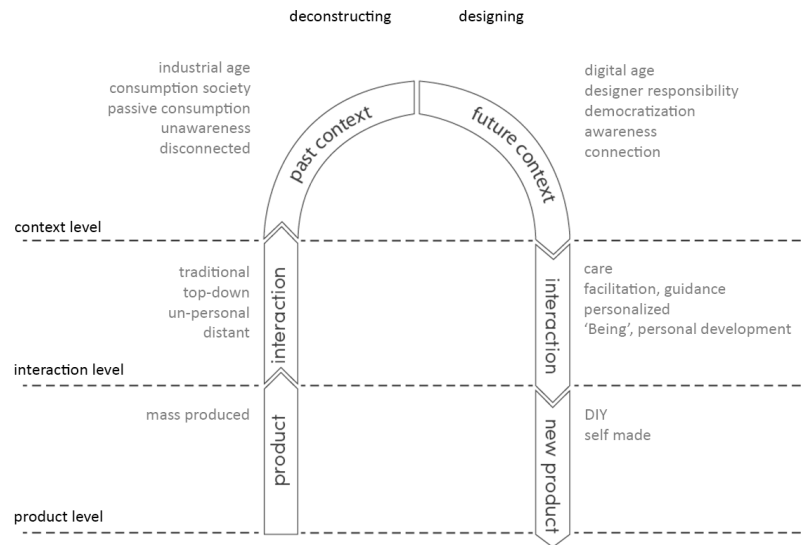 deconstructing
designing
industrial age
consumption society
passive consumption
unawareness
disconnected
past context
future context
digital age
designer responsibility
democratization
awareness
connection
context level
traditional
top-down
un-personal
distant
interaction
interaction
care
facilitation, guidance
personalized
‘Being’, personal development
interaction level
mass produced
product
new product
DIY
self made
product level